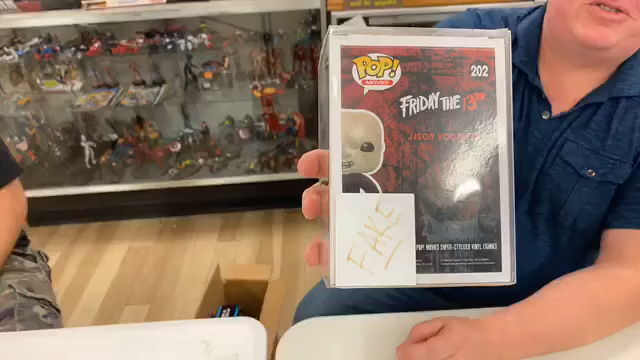 POP!
MOVIES
202
FRIDAY THE 13TH
JASON VOORHEES
FAKE
POP! MOVIES SUPER-STYLIZED VINYL FIGURE!